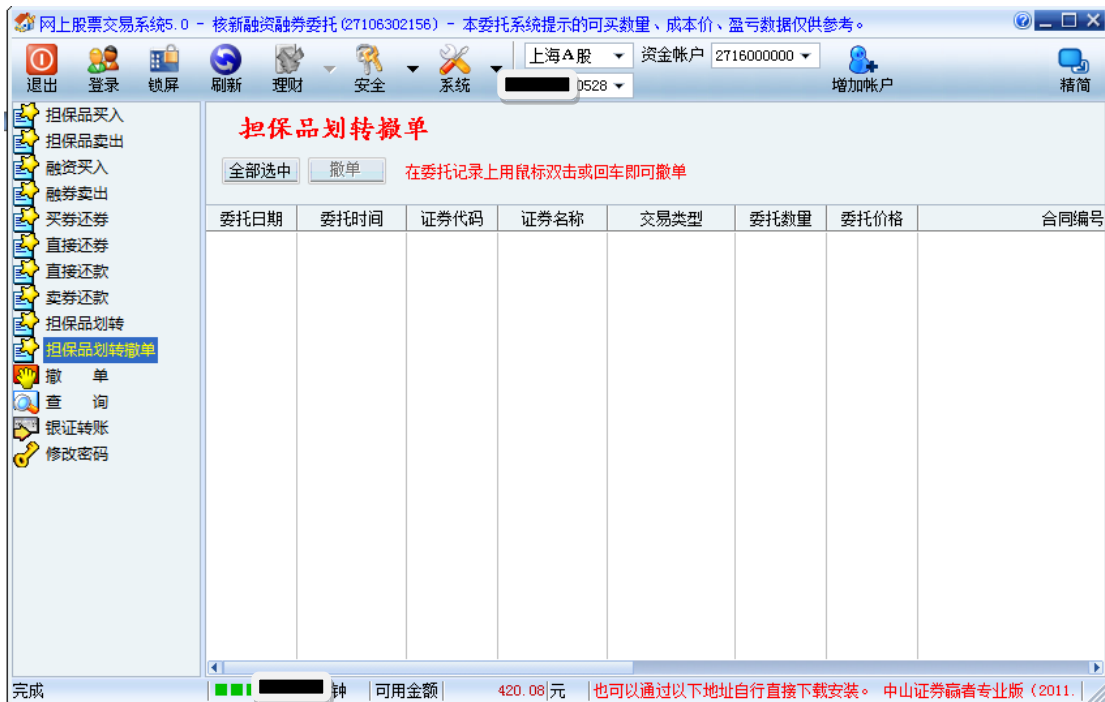 网上股票交易系统5.0 - 核新融资融券委托(27106302156) - 本委托系统提示的可买数量、成本价、盈亏数据仅供参考。
上海A股 资金帐户 2716000000
退出 登录 锁屏 刷新 理财 安全 系统 0528 增加帐户 精简
担保品买入
担保品卖出
融资买入
融券卖出
买券还券
直接还券
直接还款
卖券还款
担保品划转
担保品划转撤单
撤 单
查 询
银证转账
修改密码
担保品划转撤单
全部选中 撤单 在委托记录上用鼠标双击或回车即可撤单
委托日期 委托时间 证券代码 证券名称 交易类型 委托数量 委托价格 合同编号
完成 钟 可用金额 420.08 元 也可以通过以下地址自行直接下载安装。 中山证券赢者专业版（2011.